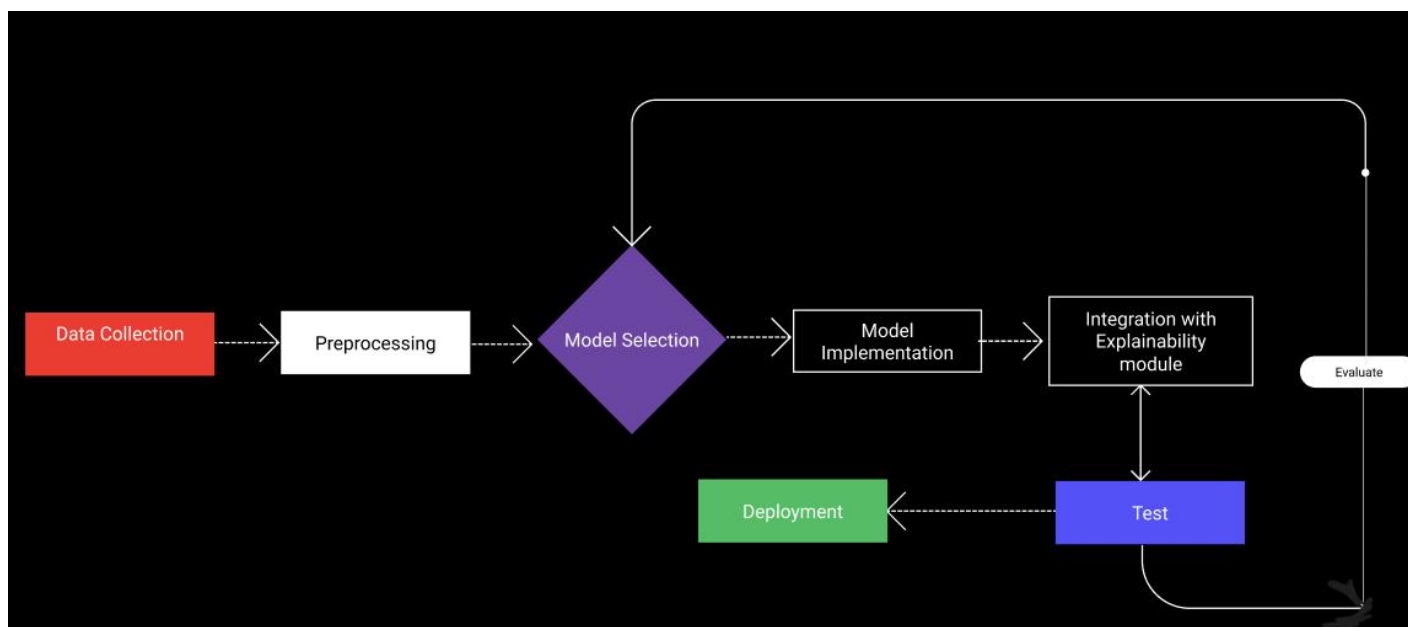 Data Collection
Preprocessing
Model Selection
Model
Implementation
Integration with
Explainability
module
Evaluate
Deployment
Test